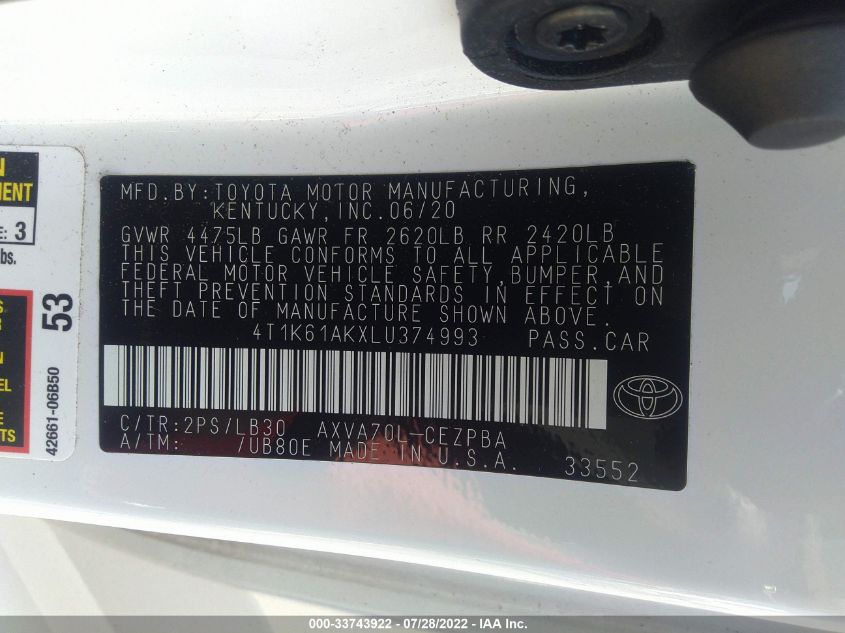 MFD.BY:TOYOTA MOTOR MANUFACTURING,
KENTUCKY,INC.06/20
GVWR 4475LB GAWR FR 2620LB RR 2420LB
THIS VEHICLE CONFORMS TO ALL APPLICABLE
FEDERAL MOTOR VEHICLE SAFETY,BUMPER,AND
THEFT PREVENTION STANDARDS IN EFFECT ON
THE DATE OF MANUFACTURE SHOWN ABOVE.
4T1K61AKXLU374993 PASS.CAR
C/TR:2PS/LB30 AXVA70L-CEZPBA
A/TM: /UB80E MADE IN U.S.A. 33552
: 3
bs.
53
42661-06B50
000-33743922 - 07/28/2022 - IAA Inc.